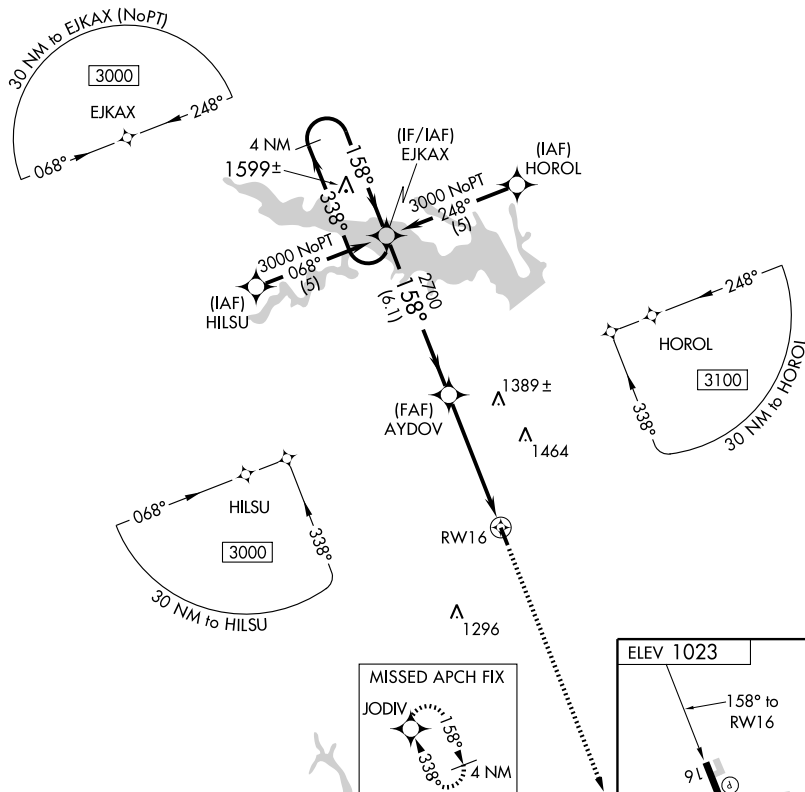 30 NM to EJKAX (NoPT)
3000
EJKAX
068°
248°
4 NM
1599±
158°
338°
(IF/IAF)
EJKAX
(IAF)
HOROL
3000 NoPT
248°
(5)
3000 NoPT
068°
(5)
(IAF)
HILSU
2700
158°
(6.1)
248°
HOROL
3100
338°
30 NM to HOROL
(FAF)
AYDOV
1389±
1464
068°
HILSU
3000
338°
30 NM to HILSU
RW16
1296
MISSED APCH FIX
JODIV
158°
338°
4 NM
ELEV 1023
158° to
RW16
16
P